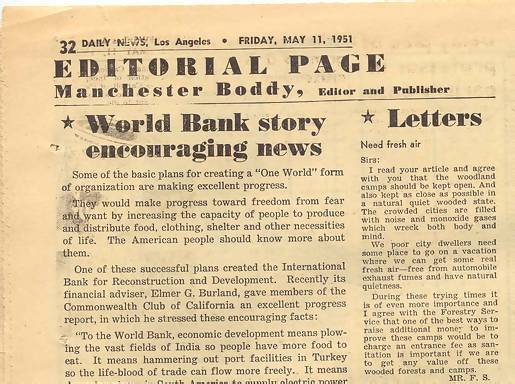 32 DAILY NEWS, Los Angeles • FRIDAY, MAY 11, 1951
EDITORIAL PAGE
Manchester Boddy, Editor and Publisher
★ World Bank story
encouraging news
Some of the basic plans for creating a "One World" form
of organization are making excellent progress.
They would make progress toward freedom from fear
and want by increasing the capacity of people to produce
and distribute food, clothing, shelter and other necessities
of life. The American people should know more about
them.
One of these successful plans created the International
Bank for Reconstruction and Development. Recently its
financial adviser, Elmer G. Burland, gave members of the
Commonwealth Club of California an excellent progress
report, in which he stressed these encouraging facts:
"To the World Bank, economic development means plow-
ing the vast fields of India so people have more food to
eat. It means hammering out port facilities in Turkey
so the life-blood of trade can flow more freely. It means
South America to supply electric power
★ Letters
Need fresh air
Sirs:
I read your article and agree
with you that the woodland
camps should be kept open. And
also kept as close as possible in
a natural quiet wooded state.
The crowded cities are filled
with noise and monoxide gases
which wreck both body and
mind.
We poor city dwellers need
some place to go on a vacation
where we can get some real
fresh air—free from automobile
exhaust fumes and have natural
quietness.
During these trying times it
is of even more importance and
I agree with the Forestry Ser-
vice that one of the best ways to
raise additional money to im-
prove these camps would be to
charge an entrance fee as san-
itation is important if we are
to get any value off these
wooded forests and camps.
MR. F. S.